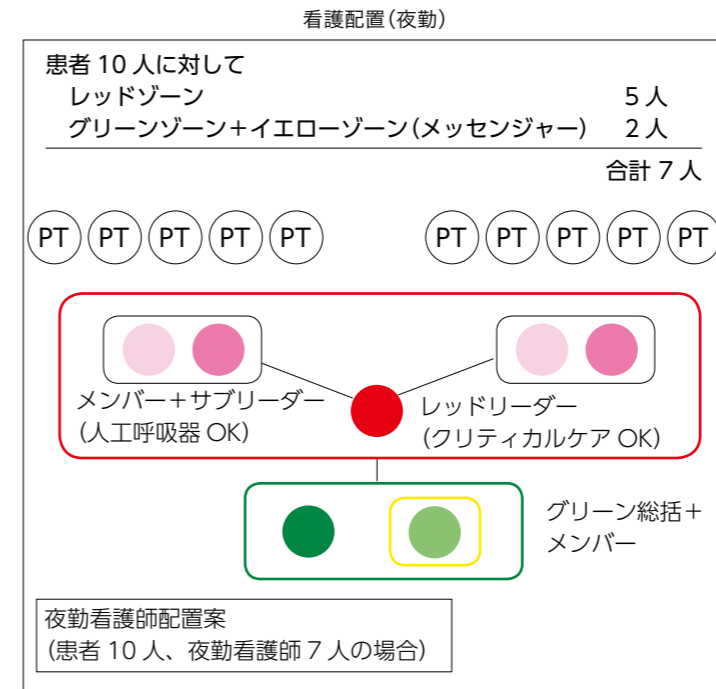 看護配置(夜勤)
患者 10 人に対して
レッドゾーン 5 人
グリーンゾーン＋イエローゾーン(メッセンジャー) 2 人
合計 7 人
PT PT PT PT PT PT PT PT PT PT
メンバー＋サブリーダー
(人工呼吸器 OK)
レッドリーダー
(クリティカルケア OK)
グリーン総括＋
メンバー
夜勤看護師配置案
(患者 10 人、夜勤看護師 7 人の場合)